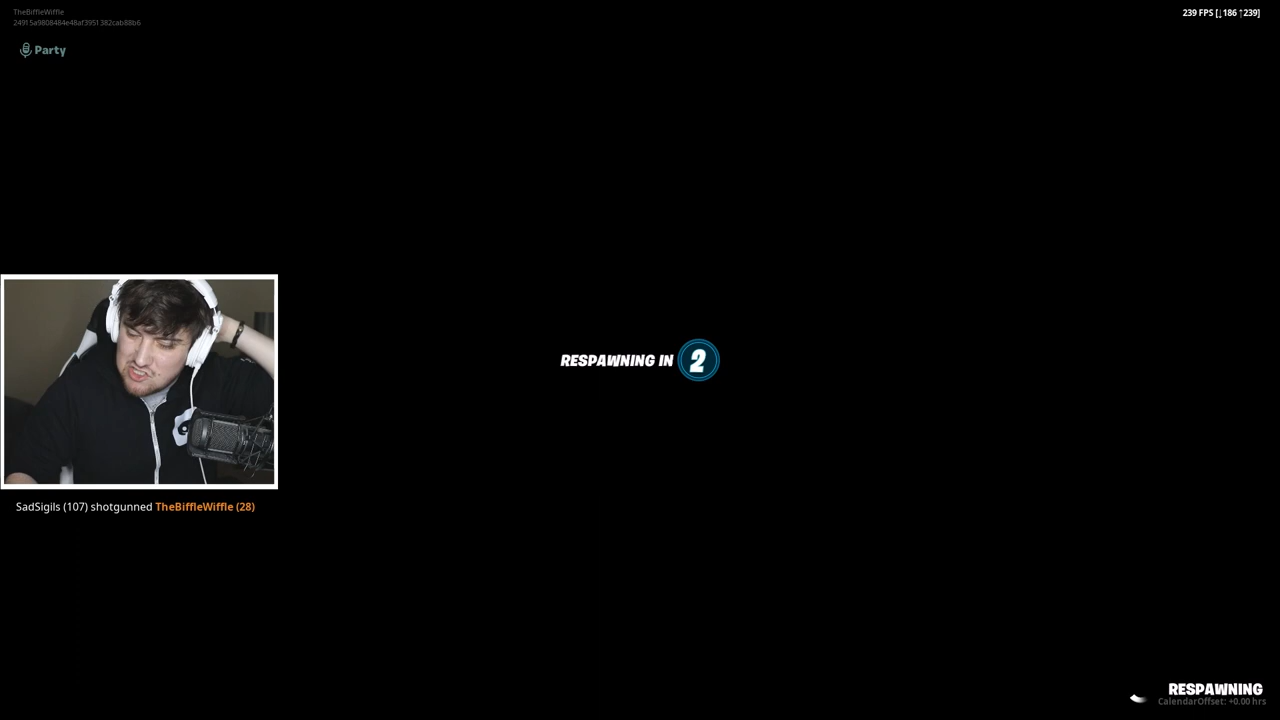 TheBiffleWiffle
24915a9808484e48af3951382cab88b6
239 FPS [↓186 ↑239]
Party
RESPAWNING IN 2
SadSigils (107) shotgunned TheBiffleWiffle (28)
RESPAWNING
CalendarOffset: +0.00 hrs